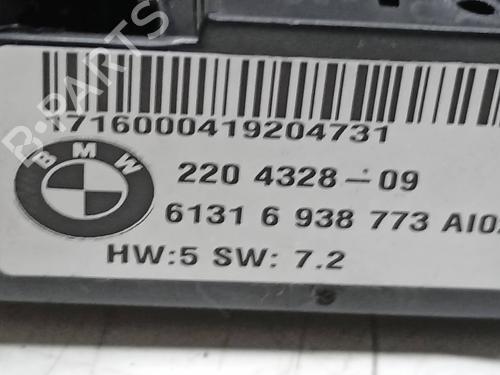 B-PARTS
1716000419204731
BMW
220 4328-09
6131 6 938 773 AI0
HW:5 SW: 7.2